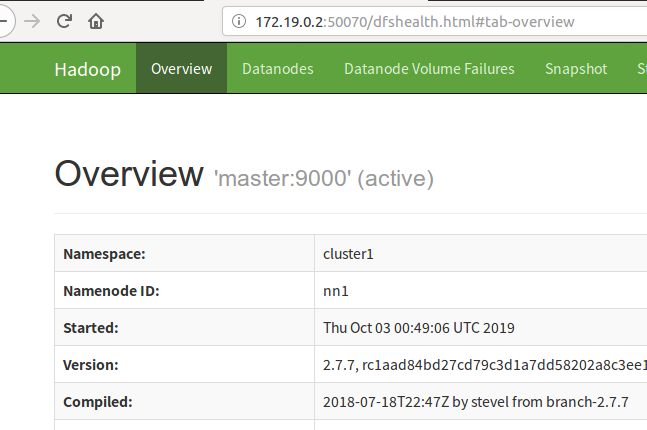 172.19.0.2:50070/dfshealth.html#tab-overview
Hadoop Overview Datanodes Datanode Volume Failures Snapshot
Overview 'master:9000' (active)
Namespace: cluster1
Namenode ID: nn1
Started: Thu Oct 03 00:49:06 UTC 2019
Version: 2.7.7, rc1aad84bd27cd79c3d1a7dd58202a8c3ee1
Compiled: 2018-07-18T22:47Z by stevel from branch-2.7.7